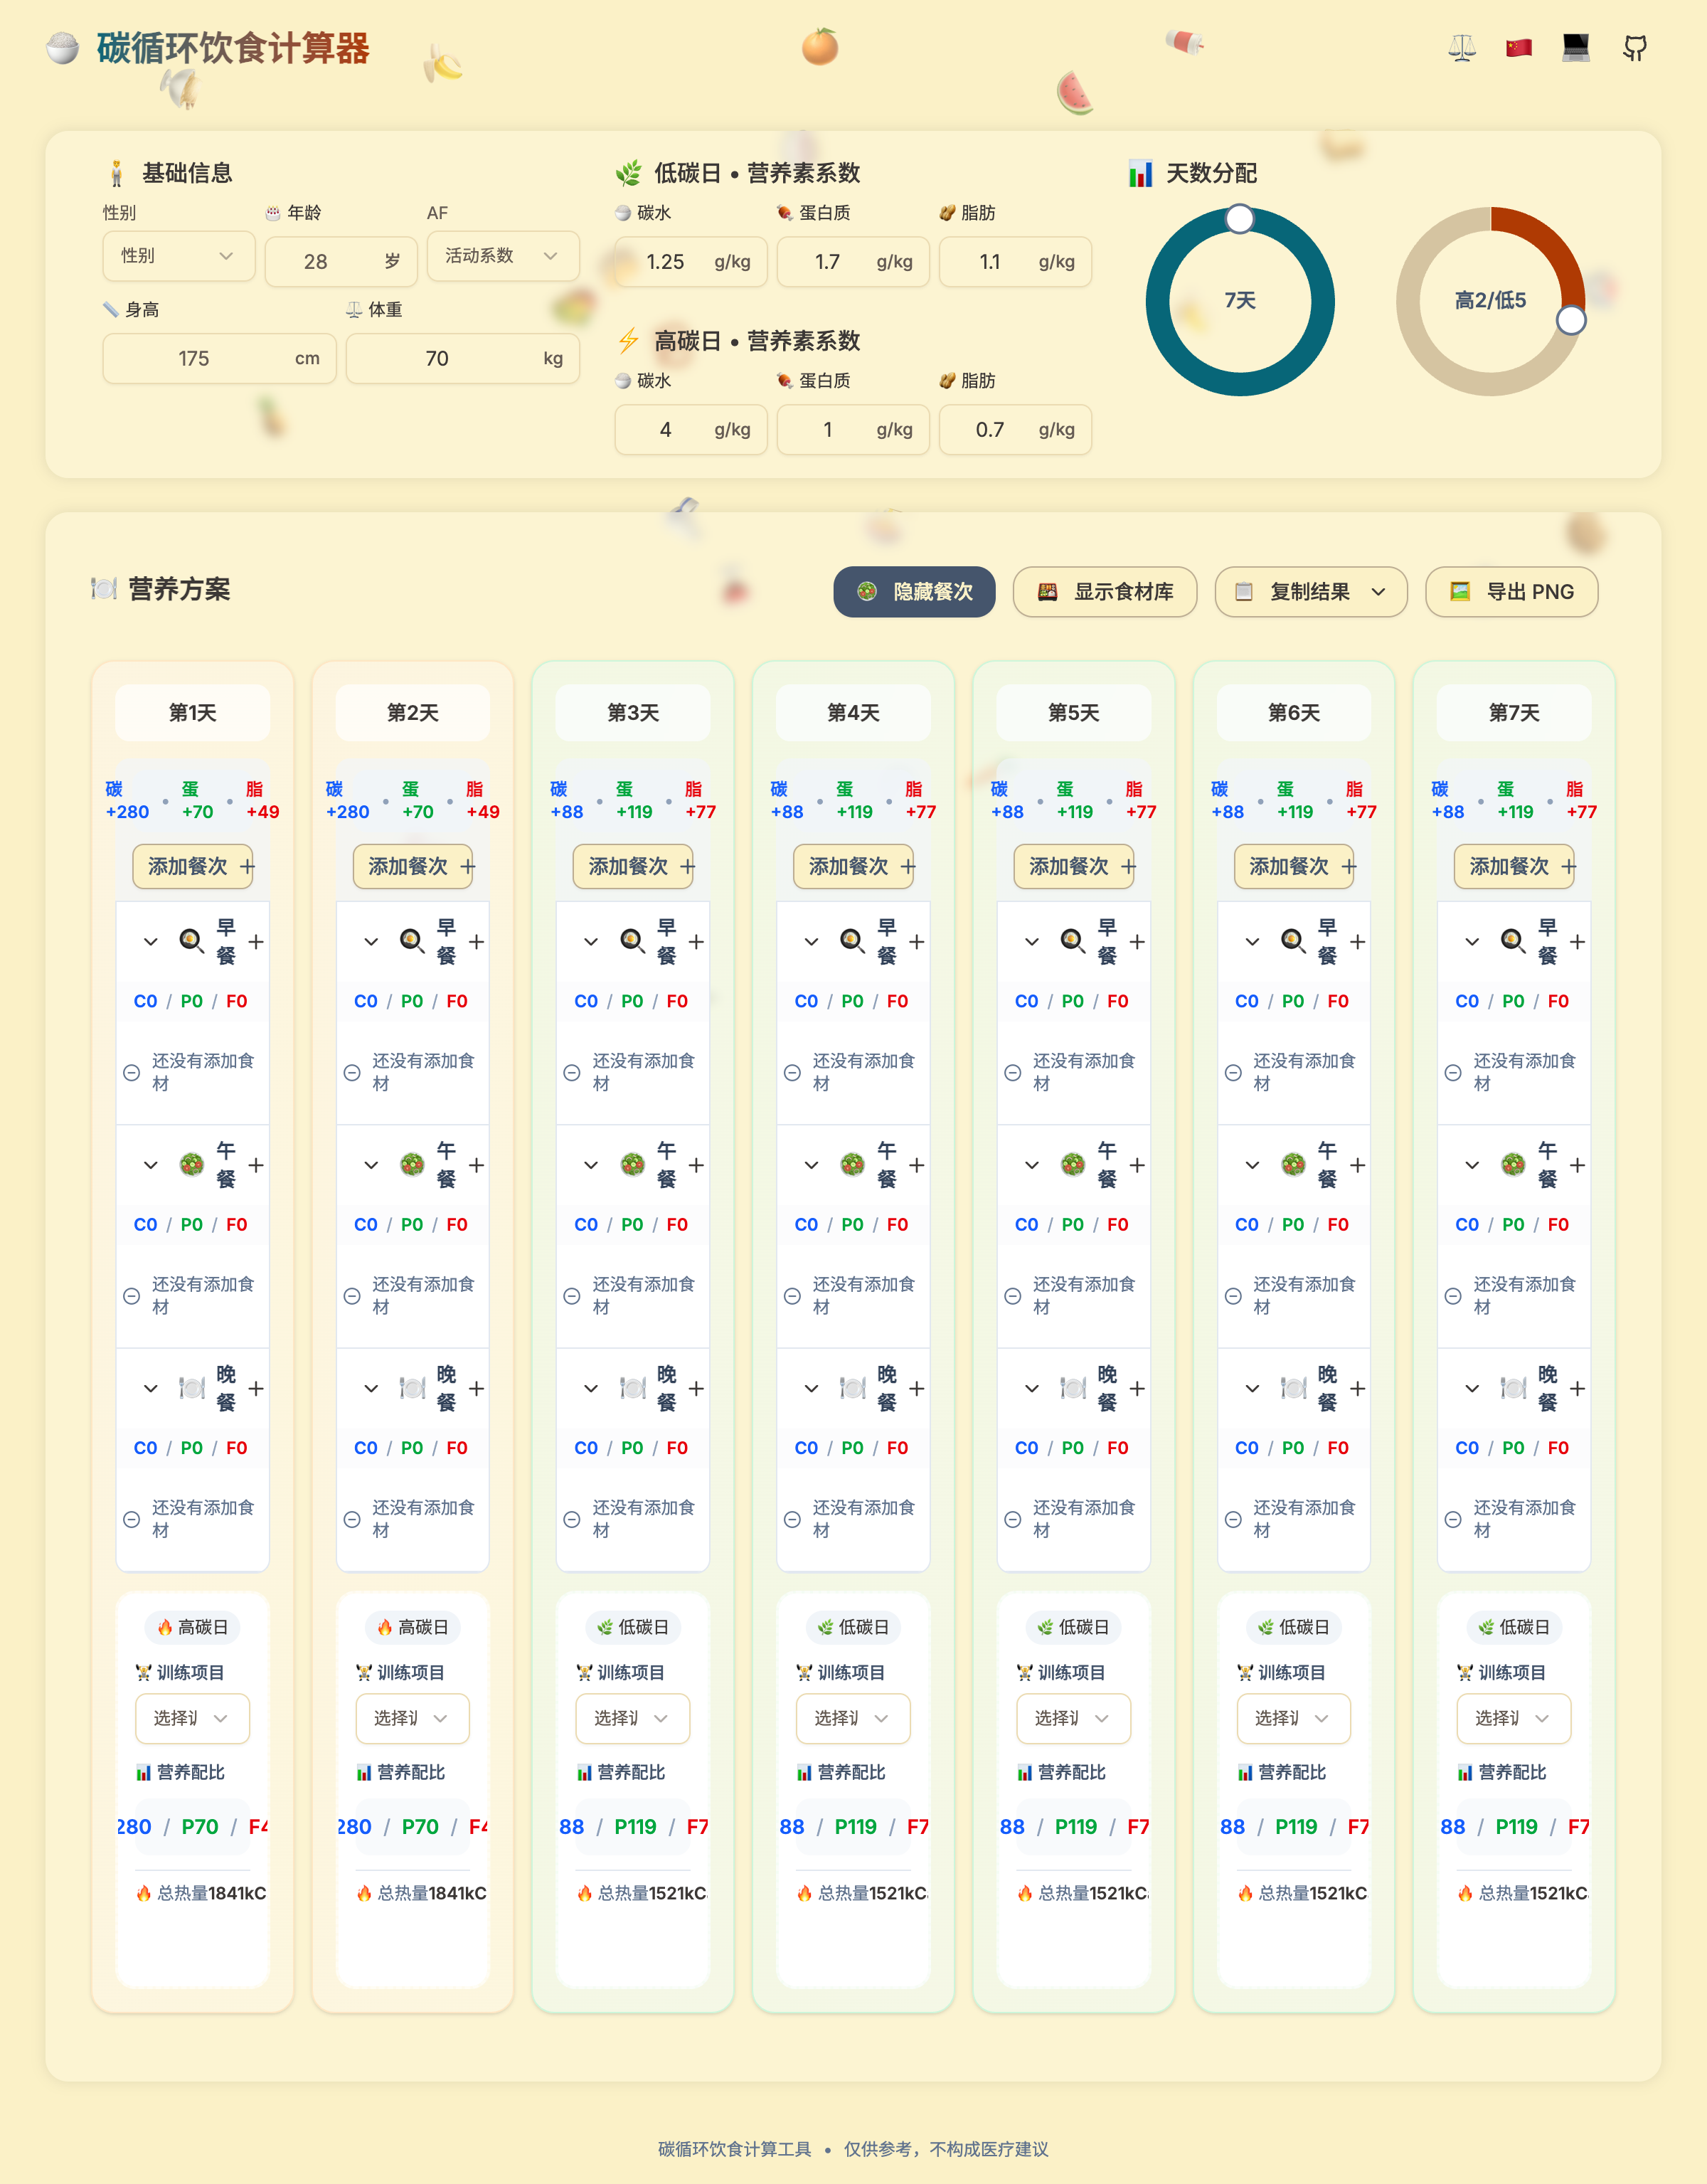 碳循环饮食计算器
基础信息
性别 年龄 AF
性别 28 岁 活动系数
身高 体重
175 cm 70 kg
低碳日 • 营养素系数
碳水 蛋白质 脂肪
1.25 g/kg 1.7 g/kg 1.1 g/kg
高碳日 • 营养素系数
碳水 蛋白质 脂肪
4 g/kg 1 g/kg 0.7 g/kg
天数分配
7天 高2/低5
营养方案
隐藏餐次 显示食材库 复制结果 导出 PNG
第1天 第2天 第3天 第4天 第5天 第6天 第7天
碳 • 蛋 • 脂 碳 • 蛋 • 脂 碳 • 蛋 • 脂 碳 • 蛋 • 脂 碳 • 蛋 • 脂 碳 • 蛋 • 脂 碳 • 蛋 • 脂
+280 +70 +49 +280 +70 +49 +88 +119 +77 +88 +119 +77 +88 +119 +77 +88 +119 +77 +88 +119 +77
添加餐次 + 添加餐次 + 添加餐次 + 添加餐次 + 添加餐次 + 添加餐次 + 添加餐次 +
早 早 早 早 早 早 早
餐 餐 餐 餐 餐 餐 餐
C0 / P0 / F0 C0 / P0 / F0 C0 / P0 / F0 C0 / P0 / F0 C0 / P0 / F0 C0 / P0 / F0 C0 / P0 / F0
还没有添加食 还没有添加食 还没有添加食 还没有添加食 还没有添加食 还没有添加食 还没有添加食
材 材 材 材 材 材 材
午 午 午 午 午 午 午
餐 餐 餐 餐 餐 餐 餐
C0 / P0 / F0 C0 / P0 / F0 C0 / P0 / F0 C0 / P0 / F0 C0 / P0 / F0 C0 / P0 / F0 C0 / P0 / F0
还没有添加食 还没有添加食 还没有添加食 还没有添加食 还没有添加食 还没有添加食 还没有添加食
材 材 材 材 材 材 材
晚 晚 晚 晚 晚 晚 晚
餐 餐 餐 餐 餐 餐 餐
C0 / P0 / F0 C0 / P0 / F0 C0 / P0 / F0 C0 / P0 / F0 C0 / P0 / F0 C0 / P0 / F0 C0 / P0 / F0
还没有添加食 还没有添加食 还没有添加食 还没有添加食 还没有添加食 还没有添加食 还没有添加食
材 材 材 材 材 材 材
高碳日 高碳日 低碳日 低碳日 低碳日 低碳日 低碳日
训练项目 训练项目 训练项目 训练项目 训练项目 训练项目 训练项目
选择 选择 选择 选择 选择 选择 选择
营养配比 营养配比 营养配比 营养配比 营养配比 营养配比 营养配比
280 / P70 / F4 280 / P70 / F4 88 / P119 / F7 88 / P119 / F7 88 / P119 / F7 88 / P119 / F7 88 / P119 / F7
总热量1841kC 总热量1841kC 总热量1521kC 总热量1521kC 总热量1521kC 总热量1521kC 总热量1521kC
碳循环饮食计算工具 • 仅供参考，不构成医疗建议